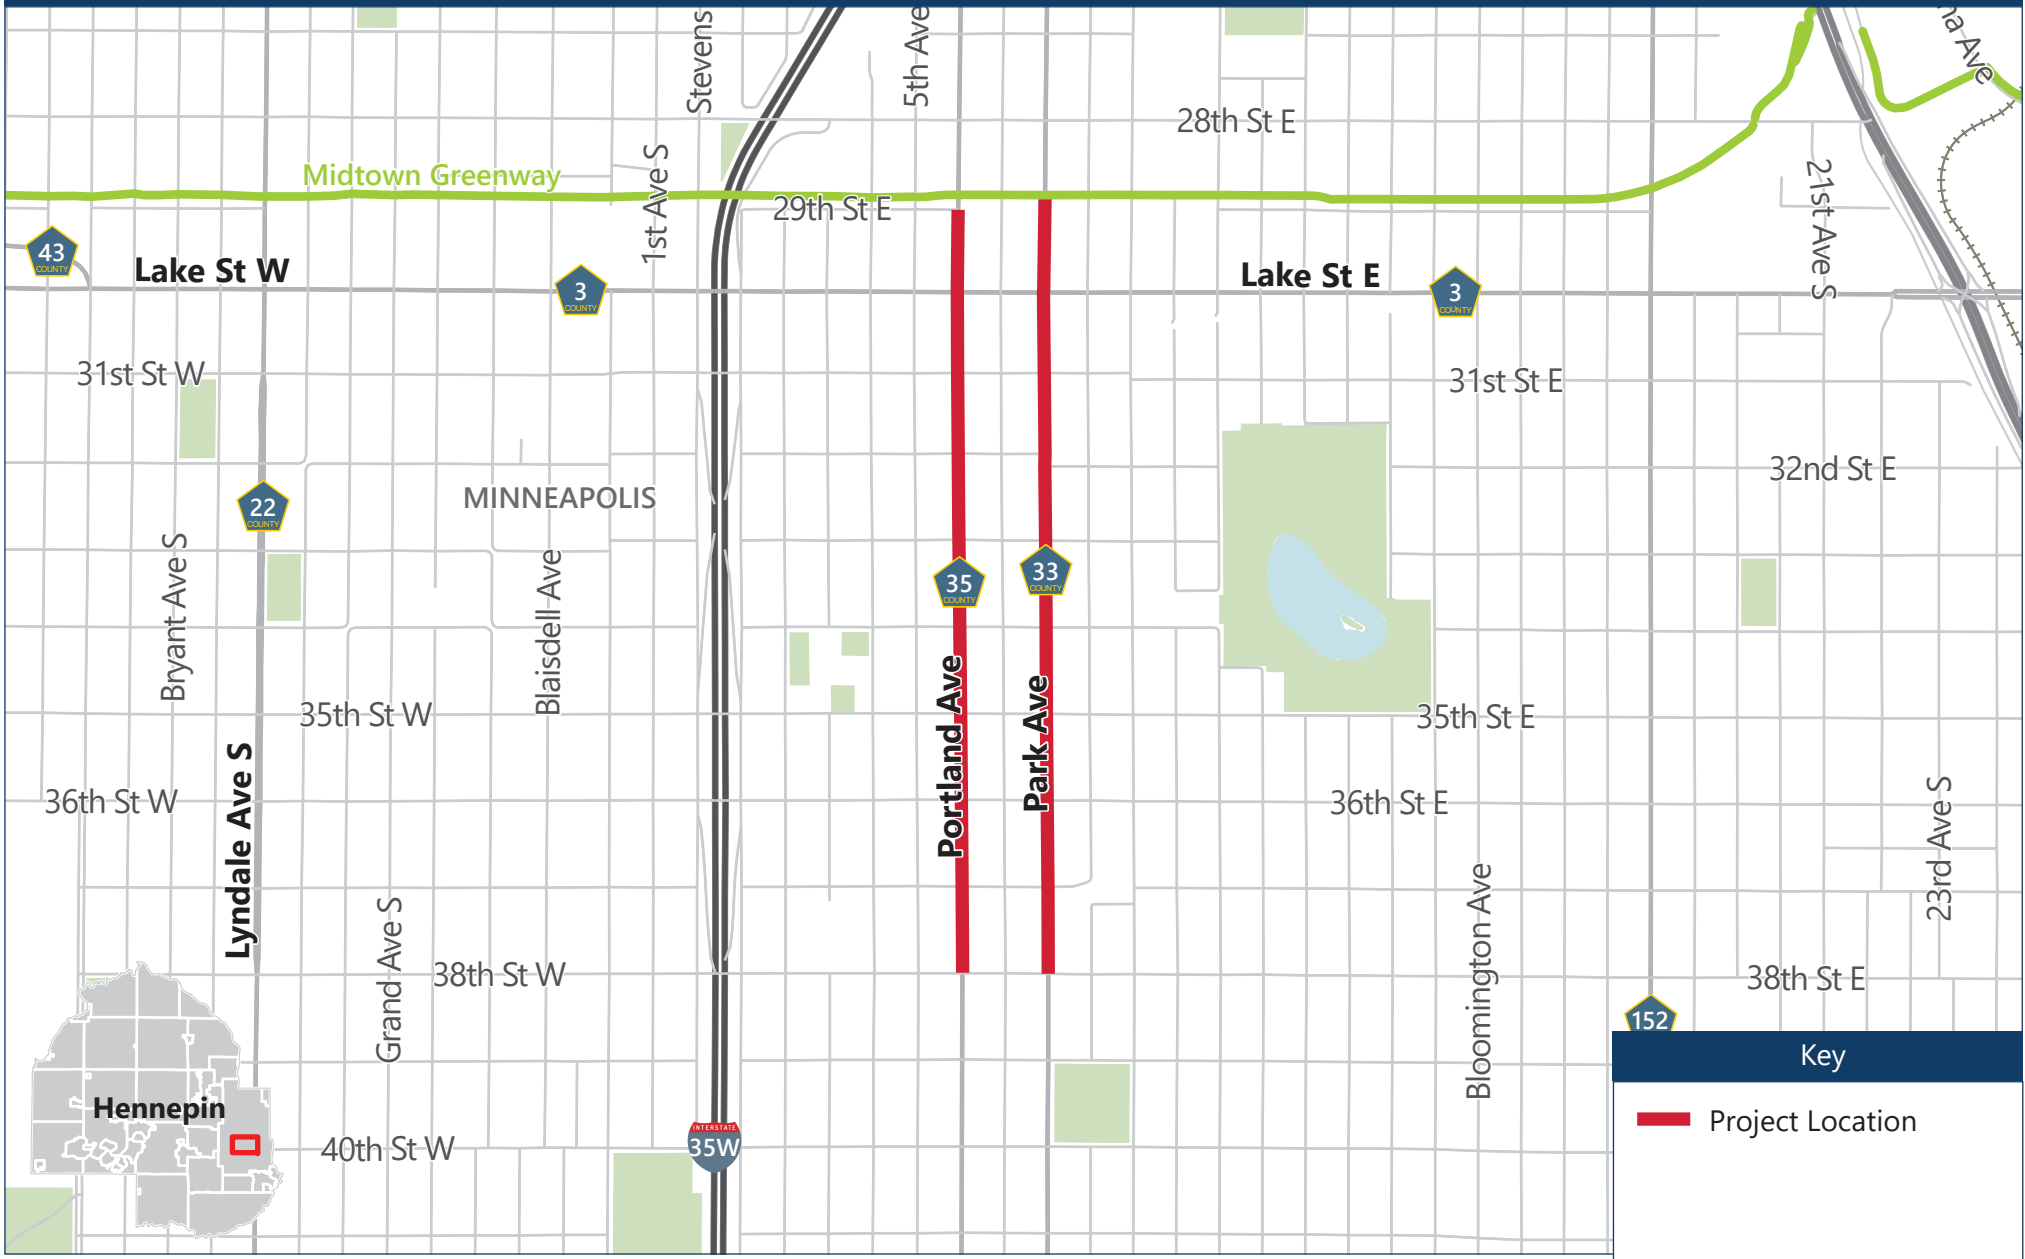 Stevens
5th Ave
na Ave
28th St E
Midtown Greenway
1st Ave S
29th St E
21st Ave S
43
COUNTY
Lake St W
3
COUNTY
Lake St E
3
COUNTY
31st St W
31st St E
32nd St E
22
COUNTY
MINNEAPOLIS
Bryant Ave S
Blaisdell Ave
35
COUNTY
33
COUNTY
Portland Ave
Park Ave
35th St W
35th St E
Lyndale Ave S
36th St W
36th St E
23rd Ave S
Grand Ave S
Bloomington Ave
38th St W
38th St E
152
Key
Project Location
Hennepin
40th St W
INTERSTATE
35W